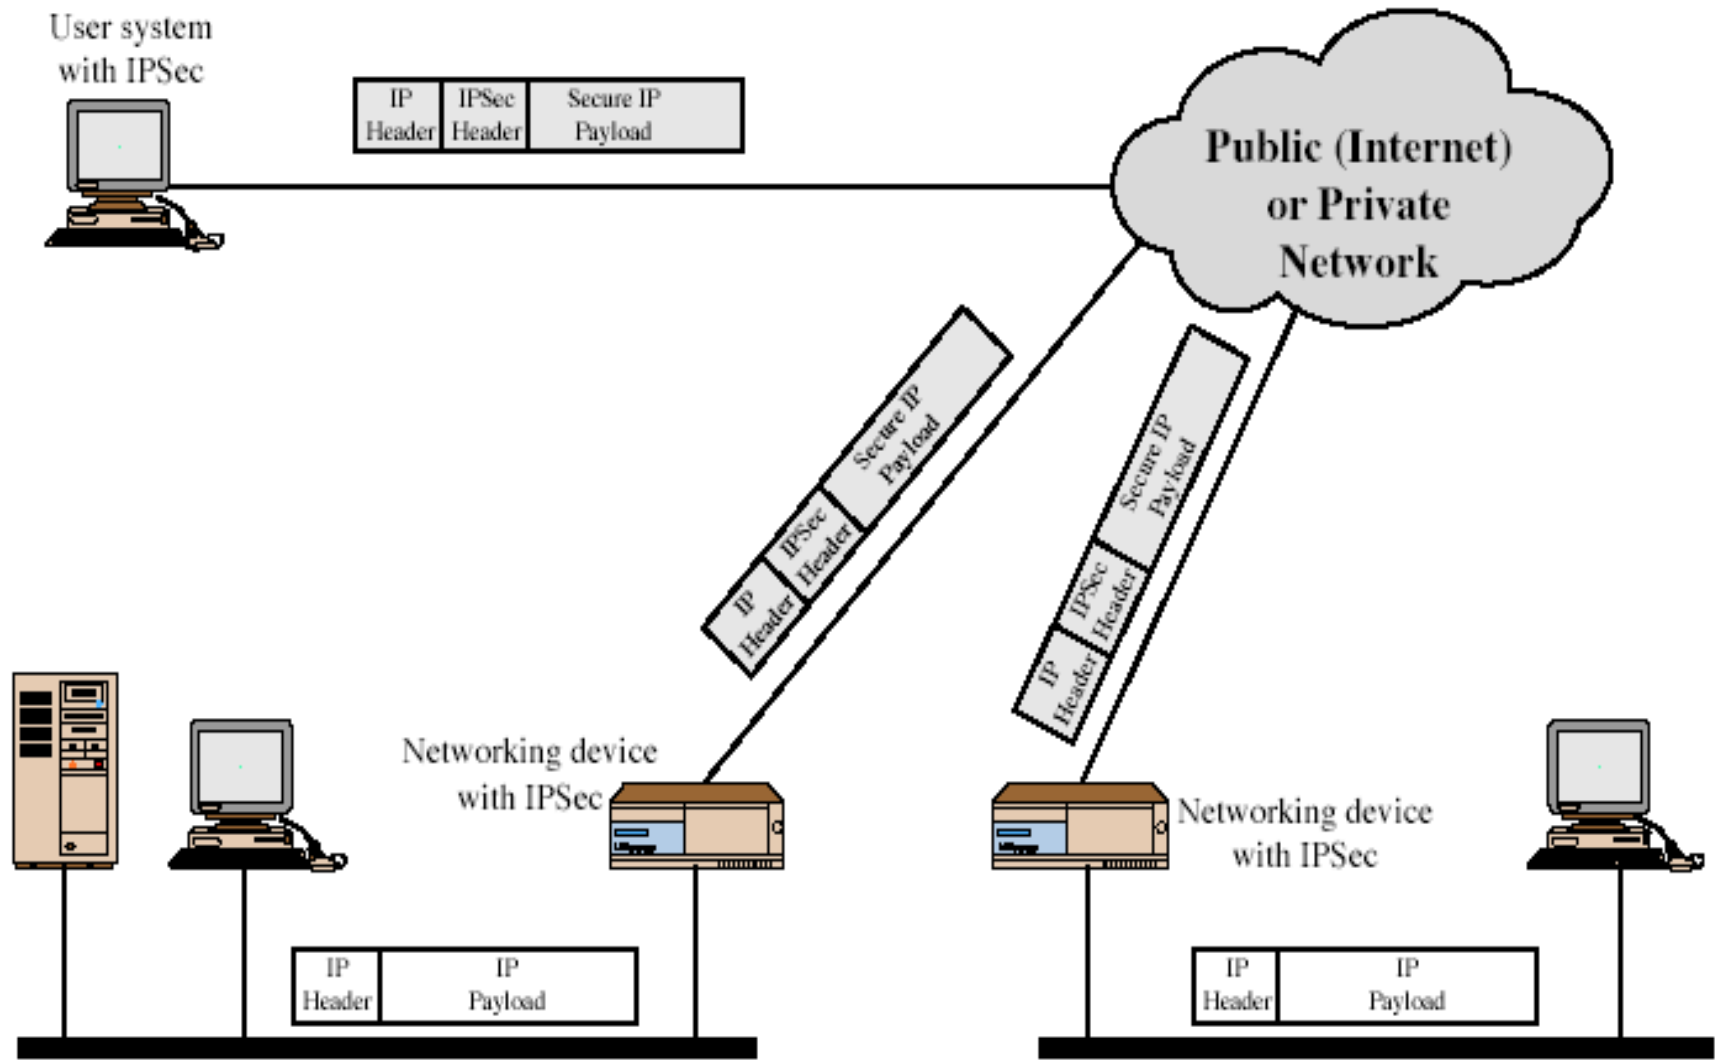 User system
with IPSec
IP
Header
IPSec
Header
Secure IP
Payload
Public (Internet)
or Private
Network
Secure IP
Payload
IPSec
Header
IP
Header
Secure IP
Payload
IPSec
Header
IP
Header
Networking device
with IPSec
Networking device
with IPSec
IP
Header
IP
Payload
IP
Header
IP
Payload